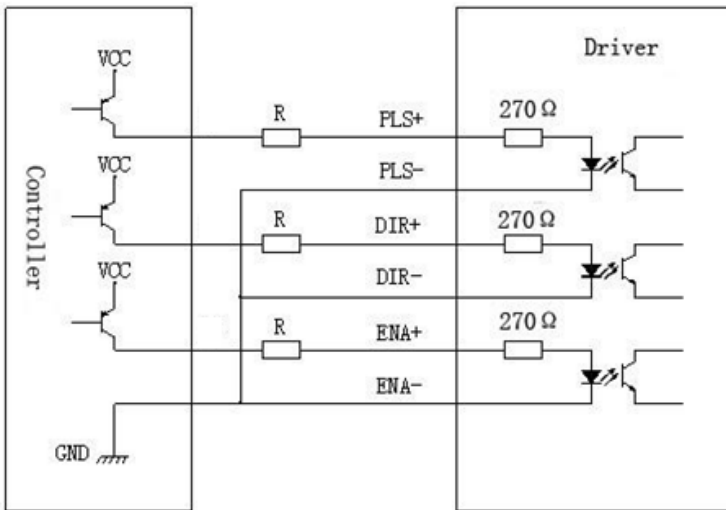 Driver
VCC
R
PLS+
270Ω
PLS-
VCC
R
DIR+
270Ω
DIR-
VCC
R
ENA+
270Ω
ENA-
GND
Controller